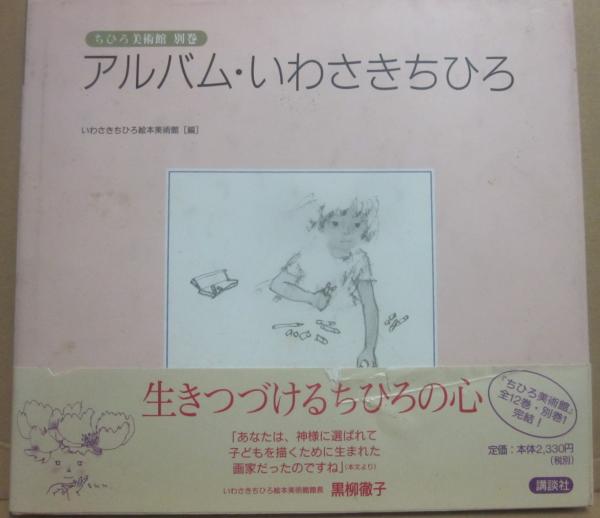 ちひろ美術館 別巻
アルバム・いわさきちひろ
いわさきちひろ絵本美術館[編]
生きつづけるちひろの心
「あなたは、神様に選ばれて
子どもを描くために生まれた
画家だったのですね」(本文より)
いわさきちひろ絵本美術館館長 黒柳徹子
『ちひろ美術館』
全12巻・別巻1
完結!
定価:本体2,330円
(税別)
講談社